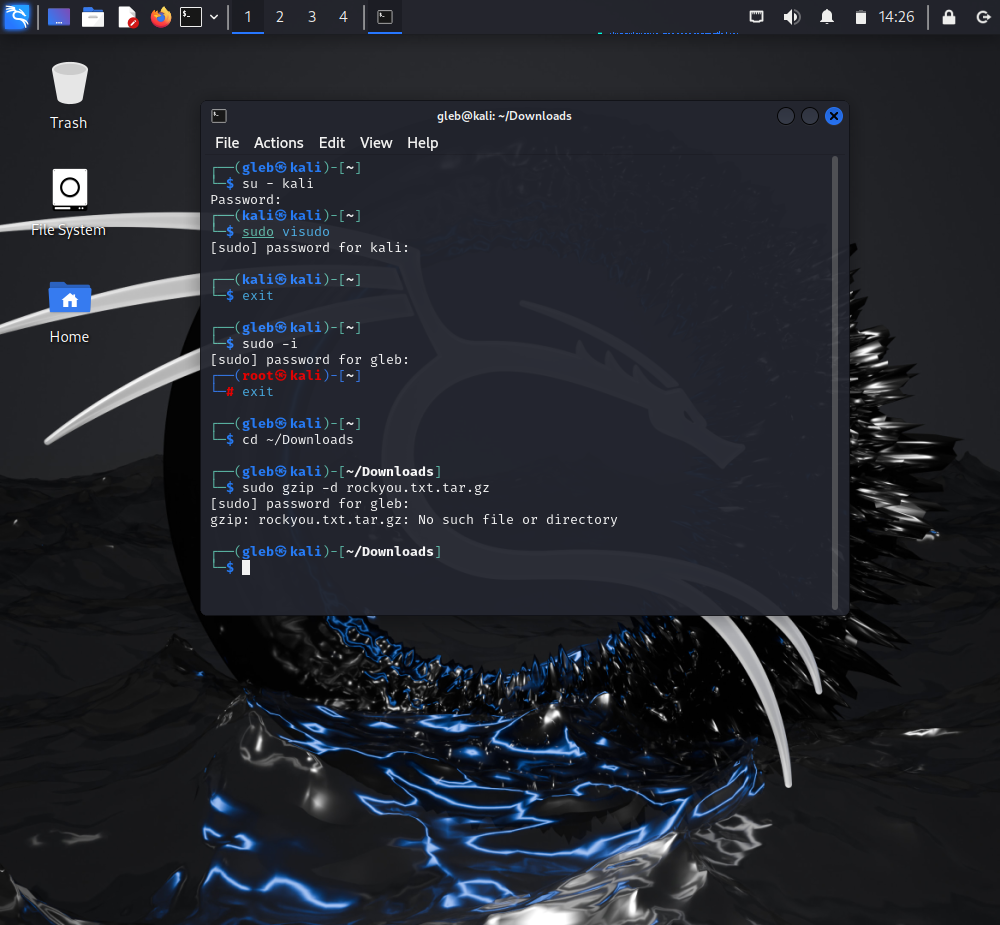 1 2 3 4 14:26
Trash
File System
Home
gleb@kali: ~/Downloads
File Actions Edit View Help
┌──(gleb㉿kali)-[~]
└─$ su - kali
Password:
┌──(kali㉿kali)-[~]
└─$ sudo visudo
[sudo] password for kali:
┌──(kali㉿kali)-[~]
└─$ exit
┌──(gleb㉿kali)-[~]
└─$ sudo -i
[sudo] password for gleb:
┌──(root㉿kali)-[~]
└─# exit
┌──(gleb㉿kali)-[~]
└─$ cd ~/Downloads
┌──(gleb㉿kali)-[~/Downloads]
└─$ sudo gzip -d rockyou.txt.tar.gz
[sudo] password for gleb:
gzip: rockyou.txt.tar.gz: No such file or directory
┌──(gleb㉿kali)-[~/Downloads]
└─$